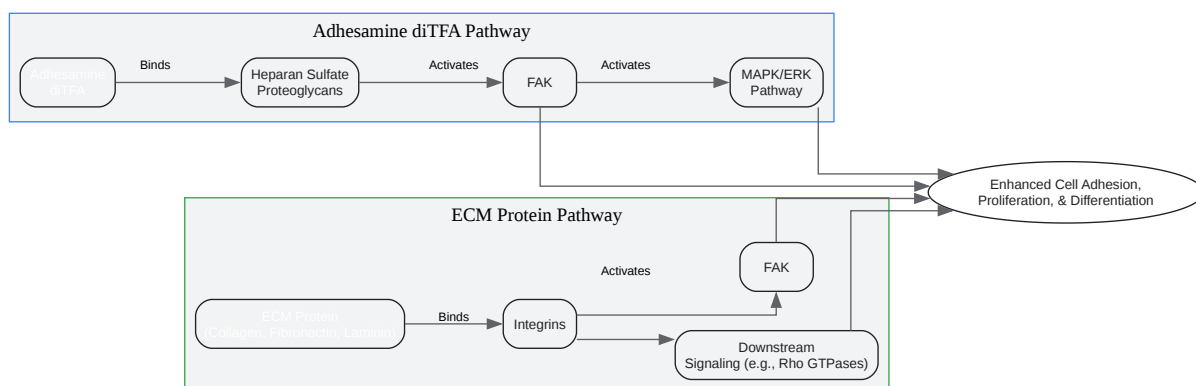 Adhesamine diTFA Pathway
Adhesamine
diTFA
Binds
Heparan Sulfate
Proteoglycans
Activates
FAK
Activates
MAPK/ERK
Pathway
Enhanced Cell Adhesion,
Proliferation, & Differentiation
ECM Protein Pathway
ECM Protein
(Collagen, Fibronectin, Laminin)
Binds
Integrins
Activates
FAK
Downstream
Signaling (e.g., Rho GTPases)